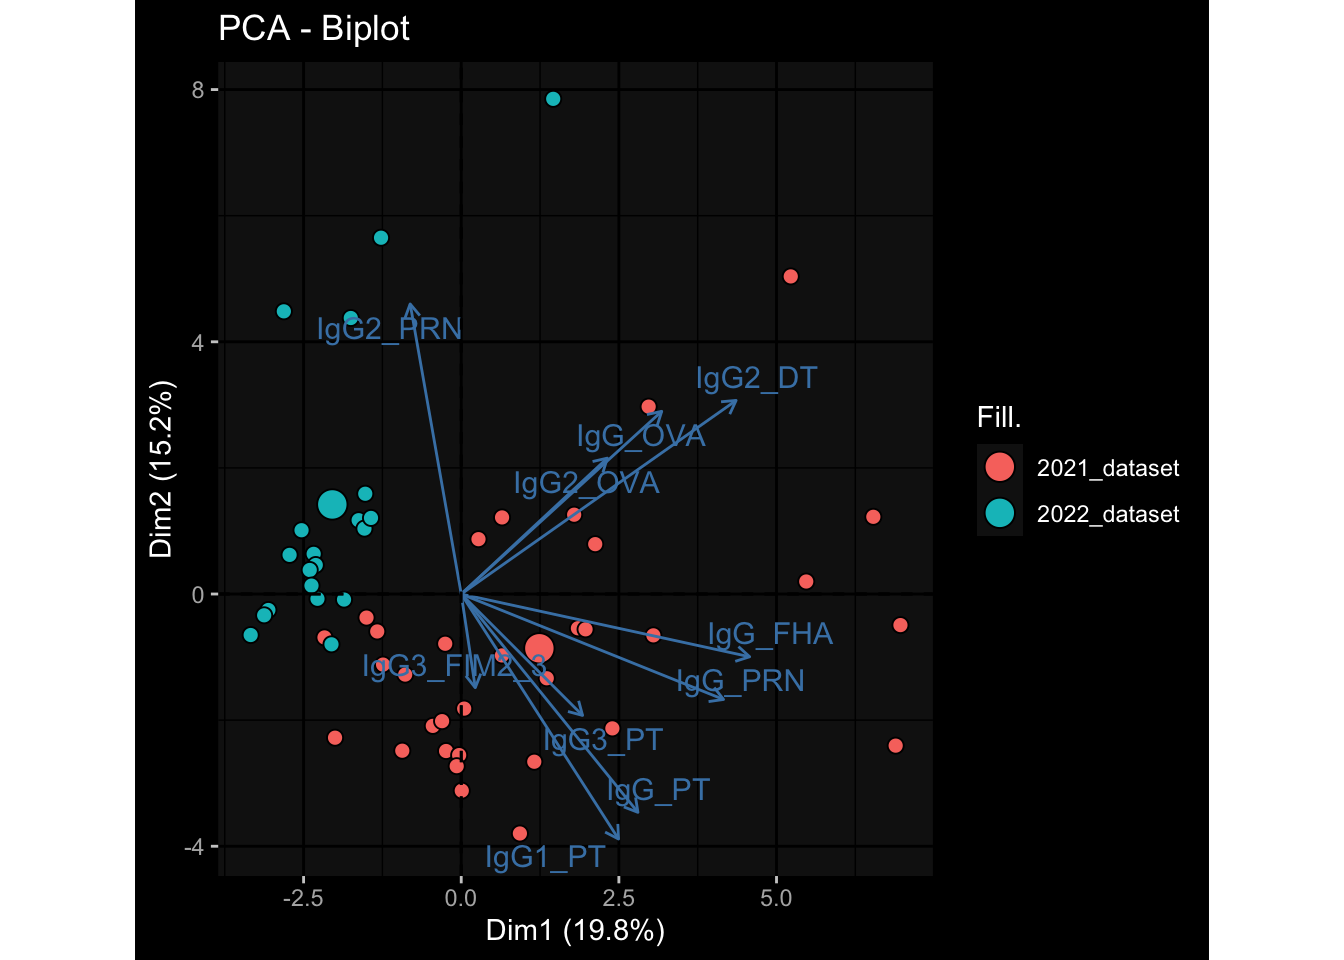 PCA - Biplot
8
4
0
-4
Dim2 (15.2%)
IgG2_PRN
IgG2_DT
IgG_OVA
IgG2_OVA
IgG_FHA
IgG3_FIM2_3
IgG_PRN
IgG3_PT
IgG_PT
IgG1_PT
-2.5
0.0
2.5
5.0
Dim1 (19.8%)
Fill.
2021_dataset
2022_dataset